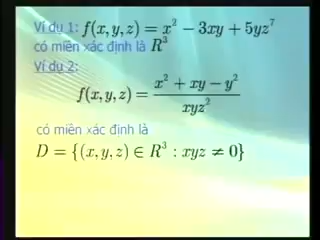 Ví dụ 1: f(x, y, z) = x² − 3xy + 5yz⁷
có miền xác định là R³
Ví dụ 2:
f(x, y, z) = (x² + xy − y²) / (xyz²)
có miền xác định là
D = {(x, y, z) ∈ R³ : xyz ≠ 0}